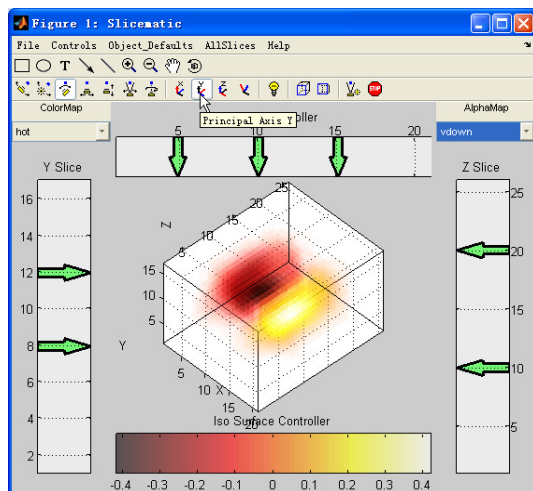 Figure 1: Slicematic
File Controls Object_Defaults AllSlices Help
T
ColorMap
hot
Principal Axis Y
oller
AlphaMap
vdown
5 10 15 20
Y Slice
16
14
12
10
8
6
4
2
Z Slice
25
20
15
10
5
Z
5 10 15 20 25
15
10
5
Y
5
10 X
15
20
Iso Surface Controller
-0.4 -0.3 -0.2 -0.1 0 0.1 0.2 0.3 0.4